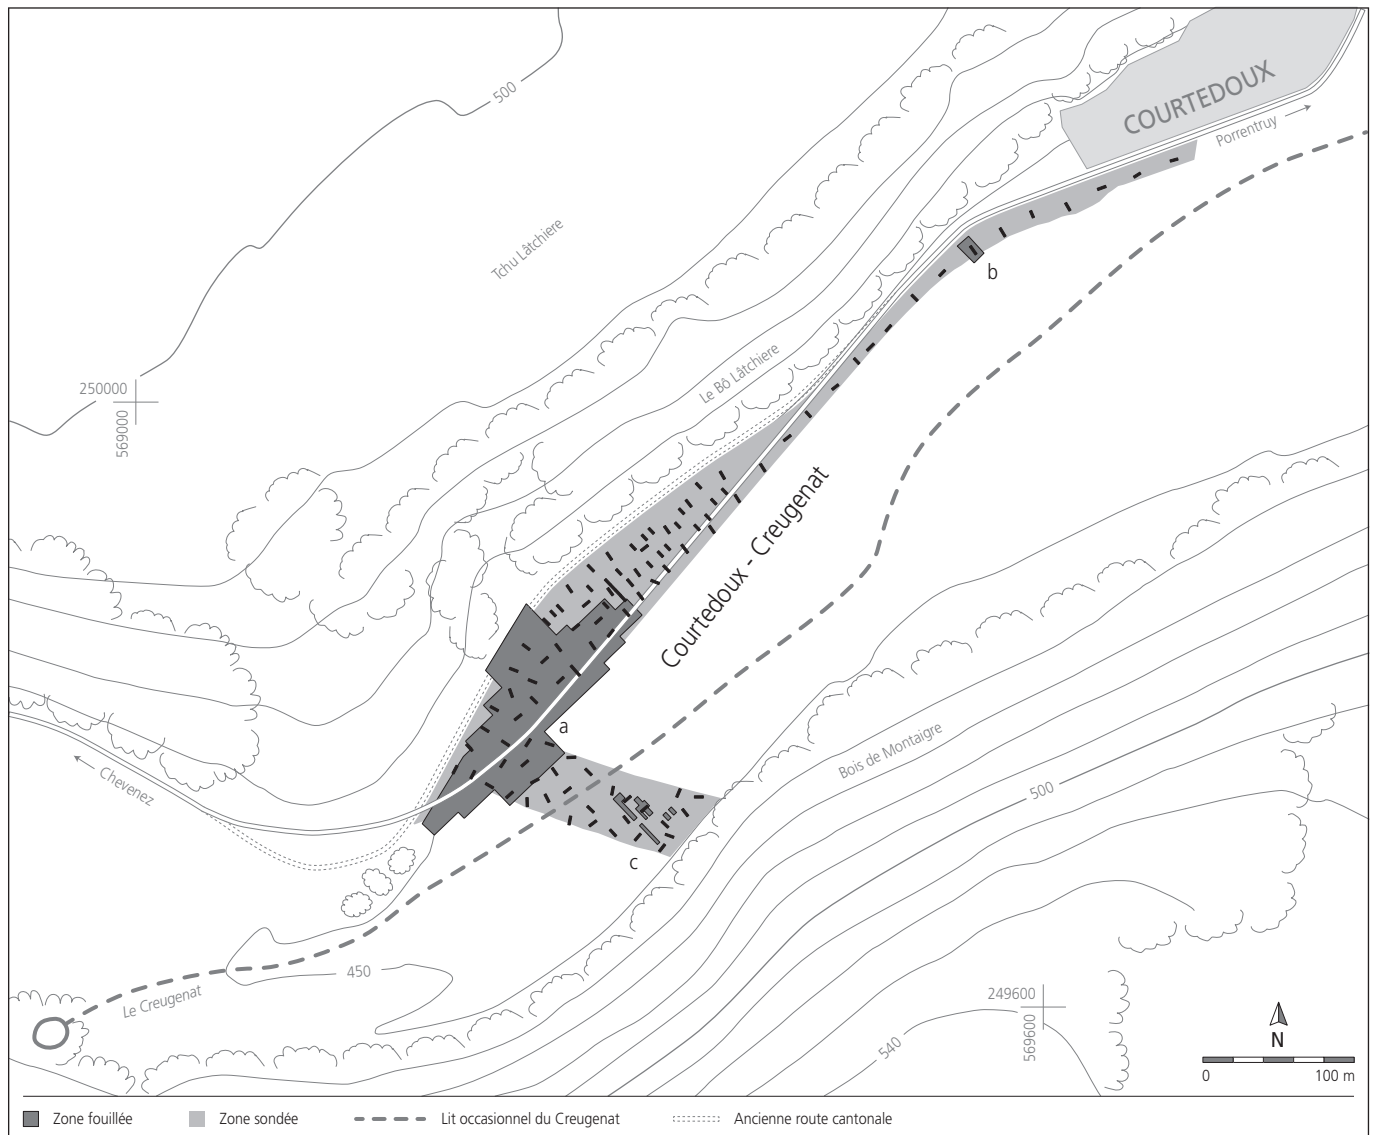 500
COURTEDOUX
Porrentruy
Tchu Lâtchiere
b
Le Bô Lâtchiere
250000
569000
Courtedoux - Creugenat
a
Bois de Montaigre
Chevenez
500
c
450
Le Creugenat
249600
569600
540
N
0 100 m
Zone fouillée Zone sondée Lit occasionnel du Creugenat Ancienne route cantonale